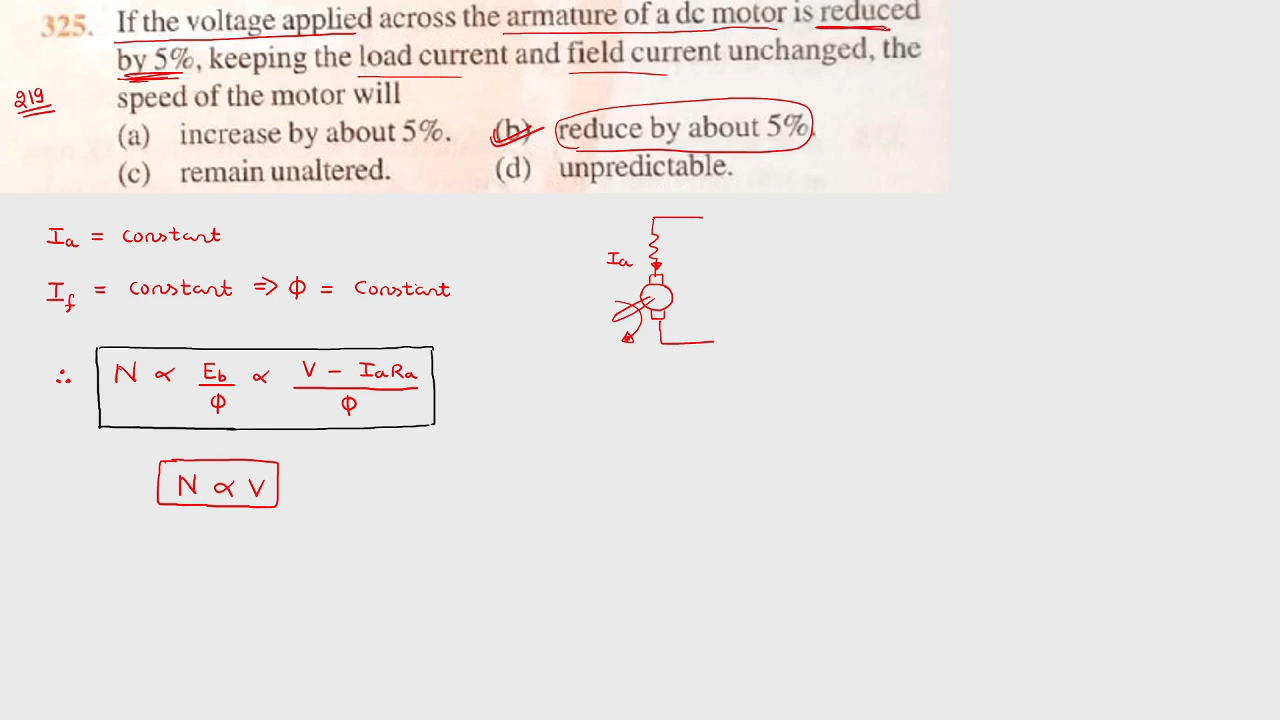 325. If the voltage applied across the armature of a dc motor is reduced
by 5%, keeping the load current and field current unchanged, the
219
speed of the motor will
(a) increase by about 5%. (b) reduce by about 5%.
(c) remain unaltered. (d) unpredictable.
Ia = constant
Ia
If = constant => ϕ = Constant
∴ N ∝ Eb/ϕ ∝ V - IaRa/ϕ
N ∝ V